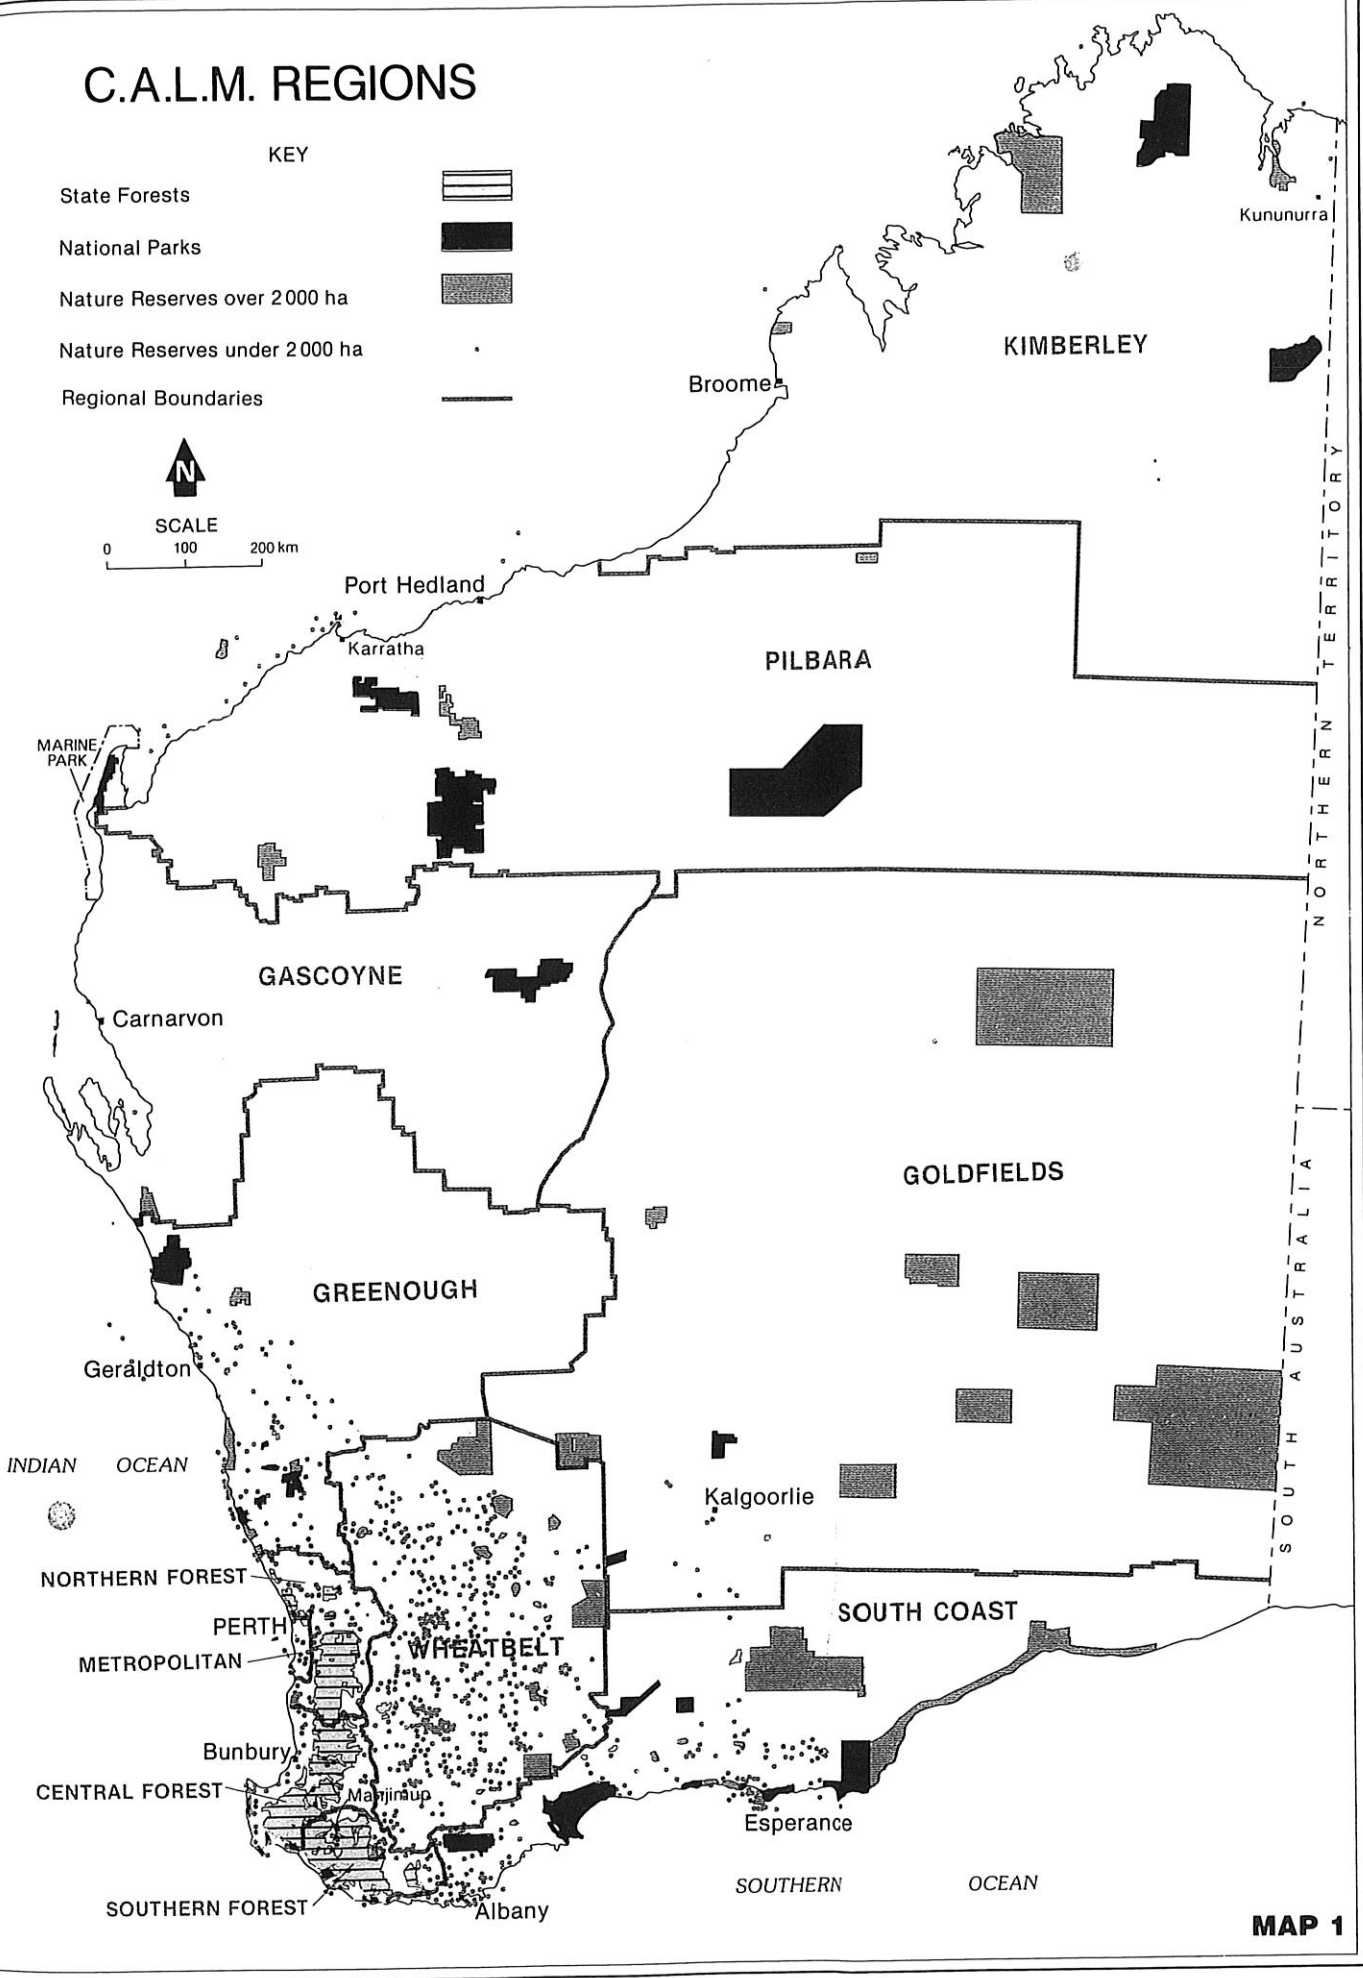 C.A.L.M. REGIONS
KEY
State Forests
National Parks
Nature Reserves over 2 000 ha
Nature Reserves under 2 000 ha
Regional Boundaries
N
SCALE
0 100 200 km
Kununurra
KIMBERLEY
Broome
Port Hedland
Karratha
PILBARA
NORTHERN TERRITORY
MARINE
PARK
GASCOYNE
Carnarvon
GOLDFIELDS
GREENOUGH
SOUTH AUSTRALIA
Geraldton
INDIAN OCEAN
Kalgoorlie
NORTHERN FOREST
SOUTH COAST
PERTH
WHEATBELT
METROPOLITAN
Bunbury
CENTRAL FOREST
Manjimup
Esperance
SOUTHERN OCEAN
SOUTHERN FOREST
Albany
MAP 1